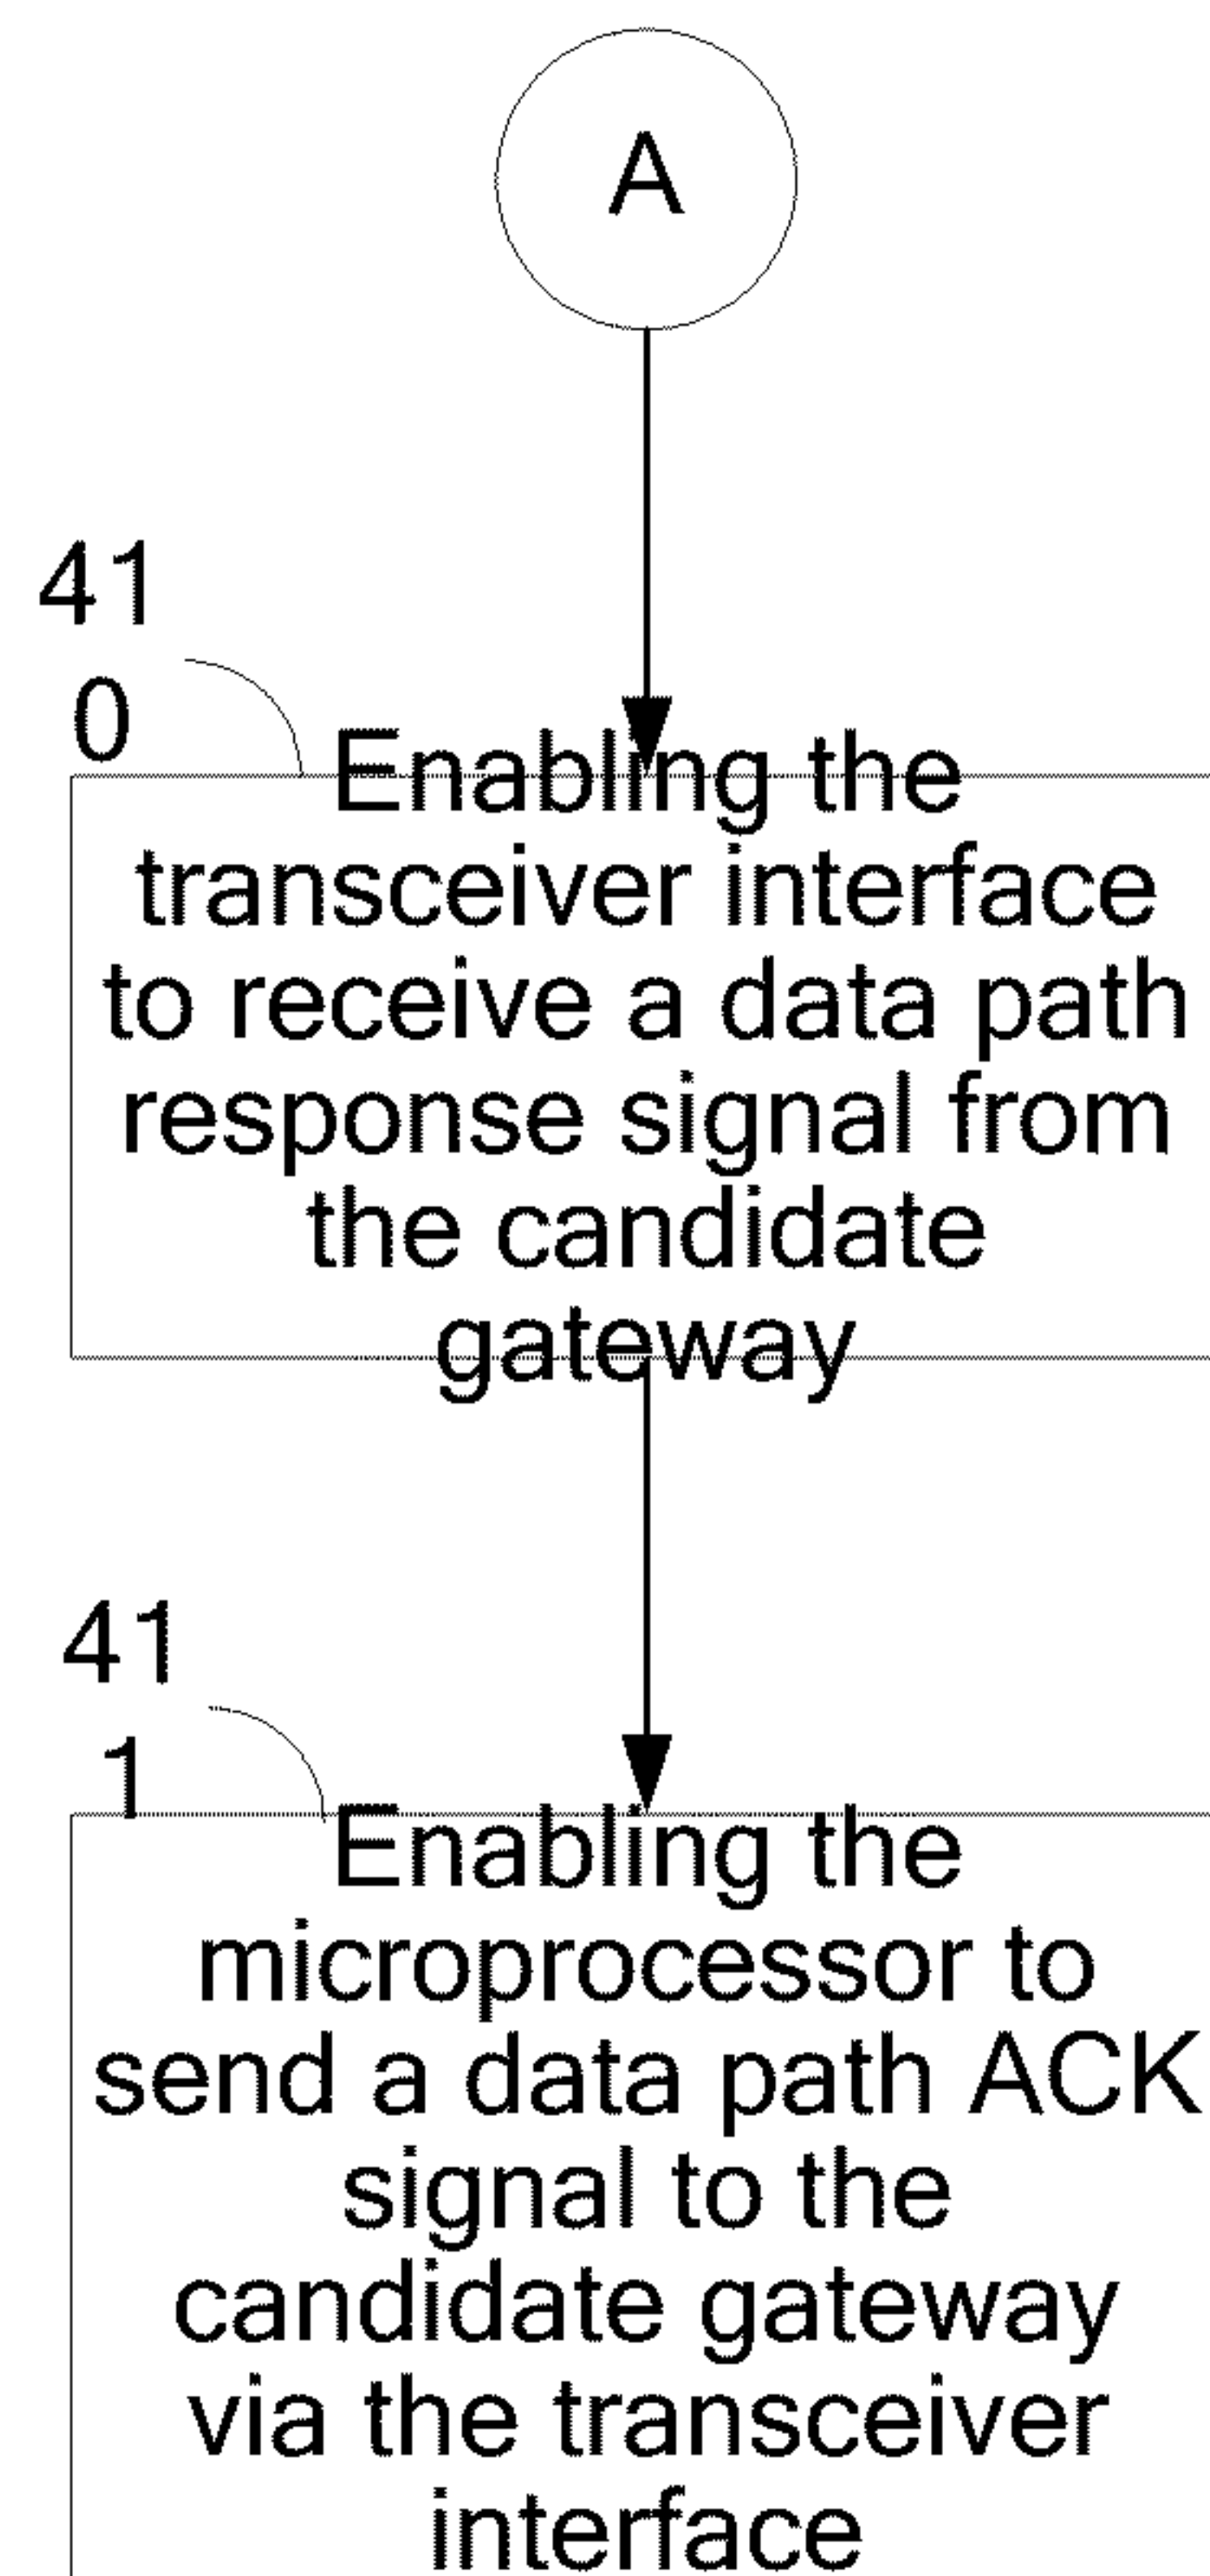 A
41
0
Enabling the
transceiver interface
to receive a data path
response signal from
the candidate
gateway
41
1
Enabling the
microprocessor to
send a data path ACK
signal to the
candidate gateway
via the transceiver
interface